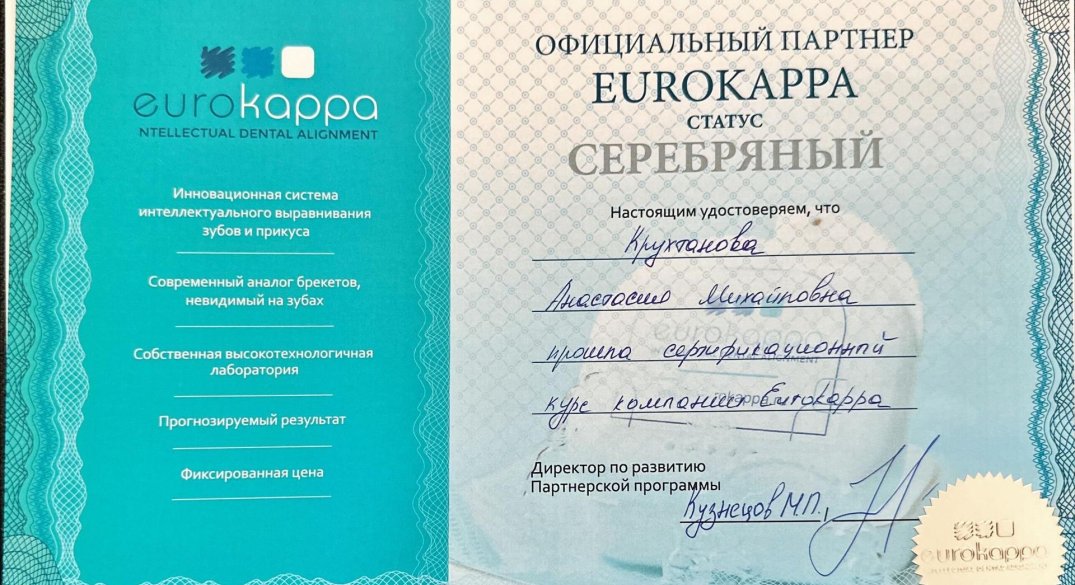 eurokappa
NTELLECTUAL DENTAL ALIGNMENT
Инновационная система
интеллектуального выравнивания
зубов и прикуса
Современный аналог брекетов,
невидимый на зубах
Собственная высокотехнологичная
лаборатория
Прогнозируемый результат
Фиксированная цена
ОФИЦИАЛЬНЫЙ ПАРТНЕР
EUROKAPPA
СТАТУС
СЕРЕБРЯНЫЙ
Настоящим удостоверяем, что
Крухтанова
Анастасия Михайловна
прошла сертификационный
курс компании Eurokappa
Директор по развитию
Партнерской программы
Кузнецов М.П.,
eurokappa